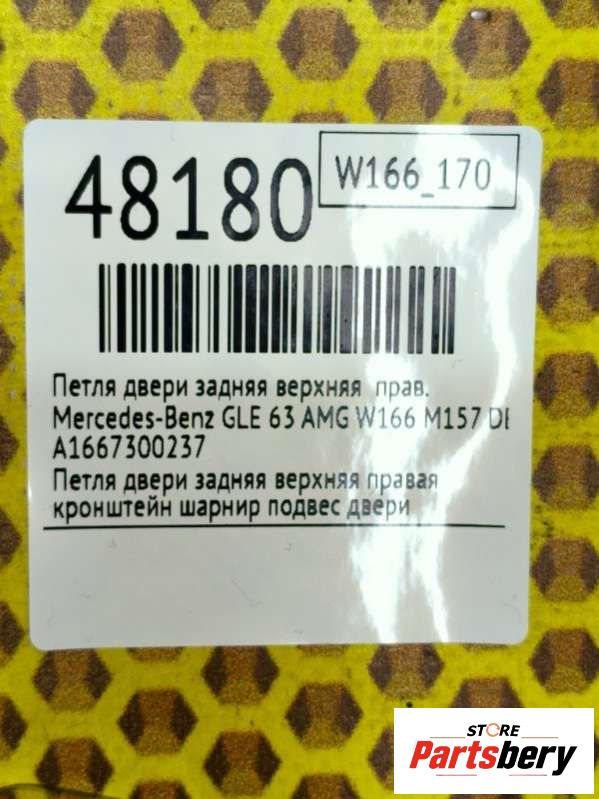 48180
W166_170
Петля двери задняя верхняя прав.
Mercedes-Benz GLE 63 AMG W166 M157 DE
A1667300237
Петля двери задняя верхняя правая
кронштейн шарнир подвес двери
STORE
Partsbery